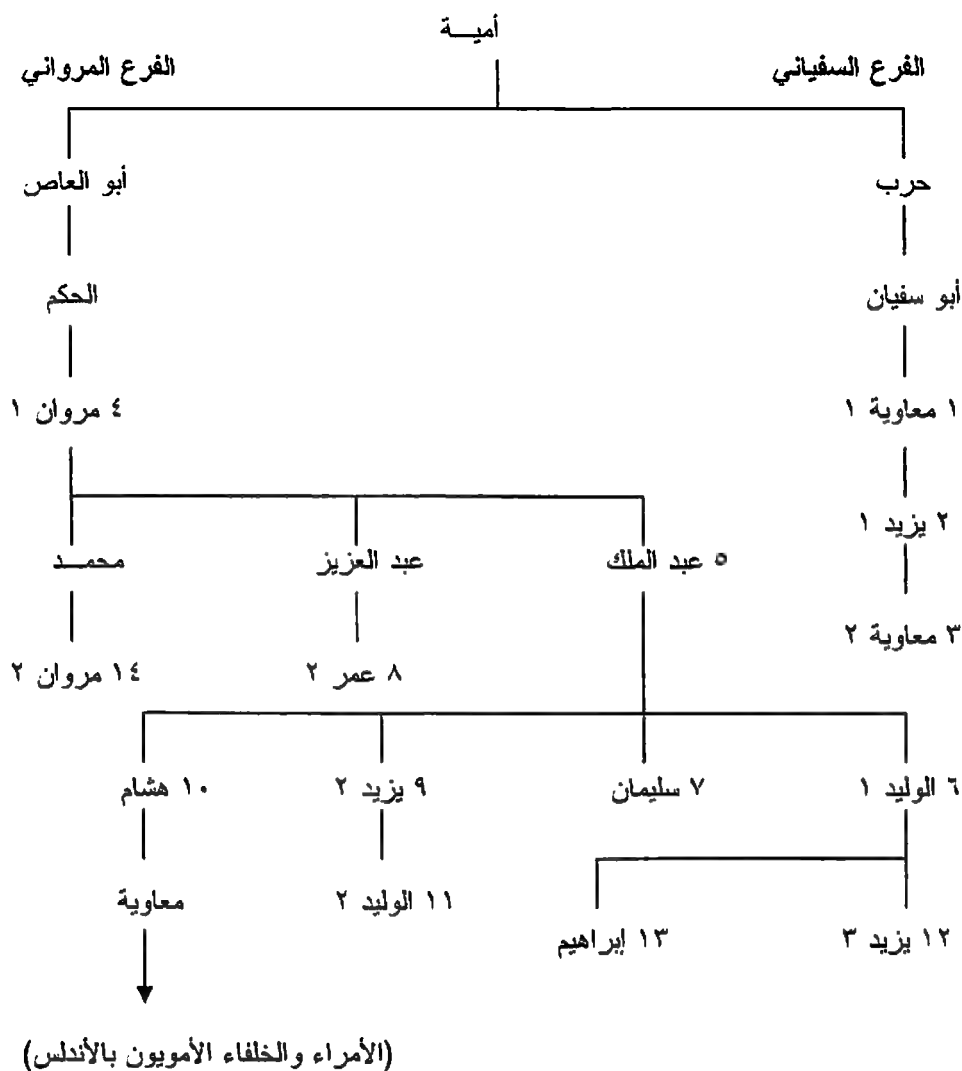 أميـــة
الفرع السفياني الفرع المرواني
حرب أبو العاص
أبو سفيان الحكم
١ معاوية ١ ٤ مروان ١
٢ يزيد ١
٥ عبد الملك عبد العزيز محمـــد
٣ معاوية ٢
٨ عمر ٢ ١٤ مروان ٢
٦ الوليد ١ ٧ سليمان ٩ يزيد ٢ ١٠ هشام
١١ الوليد ٢ معاوية
١٢ يزيد ٣ ١٣ إبراهيم
(الأمراء والخلفاء الأمويون بالأندلس)